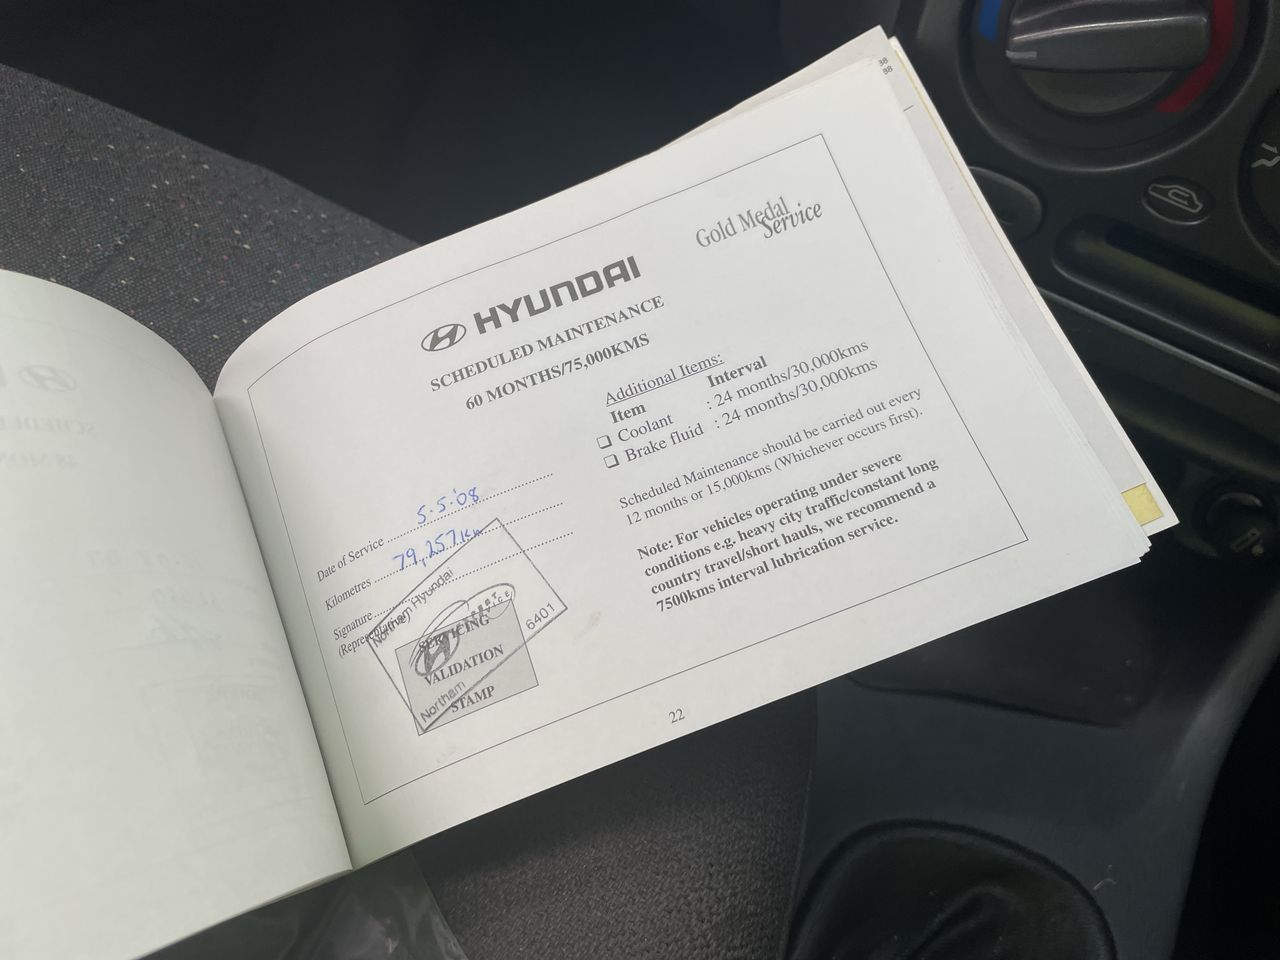 Gold Medal
Service
HYUNDAI
SCHEDULED MAINTENANCE
60 MONTHS/75,000KMS
Additional Items:
Item Interval
❑ Coolant : 24 months/30,000kms
❑ Brake fluid : 24 months/30,000kms
Scheduled Maintenance should be carried out every
12 months or 15,000kms (Whichever occurs first).
Note: For vehicles operating under severe
conditions e.g. heavy city traffic/constant long
country travel/short hauls, we recommend a
7500kms interval lubrication service.
Date of Service 5·5·'08
Kilometres 79,257km
Signature
Northam Hyundai
SERVICING
VALIDATION
STAMP
Northam
6401
22
98
98